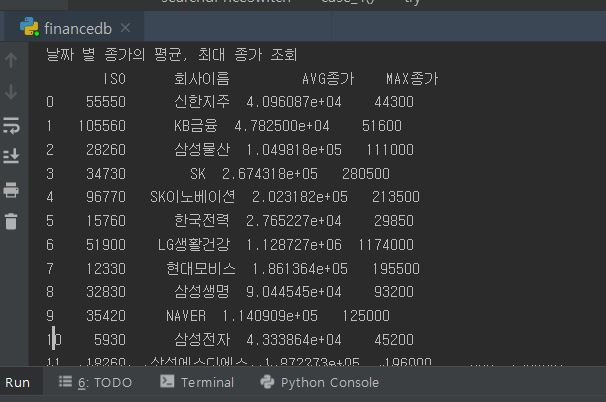 case_1()
try
financedb
날짜 별 종가의 평균, 최대 종가 조회
ISO 회사이름 AVG종가 MAX종가
0 55550 신한지주 4.096087e+04 44300
1 105560 KB금융 4.782500e+04 51600
2 28260 삼성물산 1.049818e+05 111000
3 34730 SK 2.674318e+05 280500
4 96770 SK이노베이션 2.023182e+05 213500
5 15760 한국전력 2.765227e+04 29850
6 51900 LG생활건강 1.128727e+06 1174000
7 12330 현대모비스 1.861364e+05 195500
8 32830 삼성생명 9.044545e+04 93200
9 35420 NAVER 1.140909e+05 125000
10 5930 삼성전자 4.333864e+04 45200
11 18260 삼성에스디에스 1.872273e+05 196000
Run 6: TODO Terminal Python Console